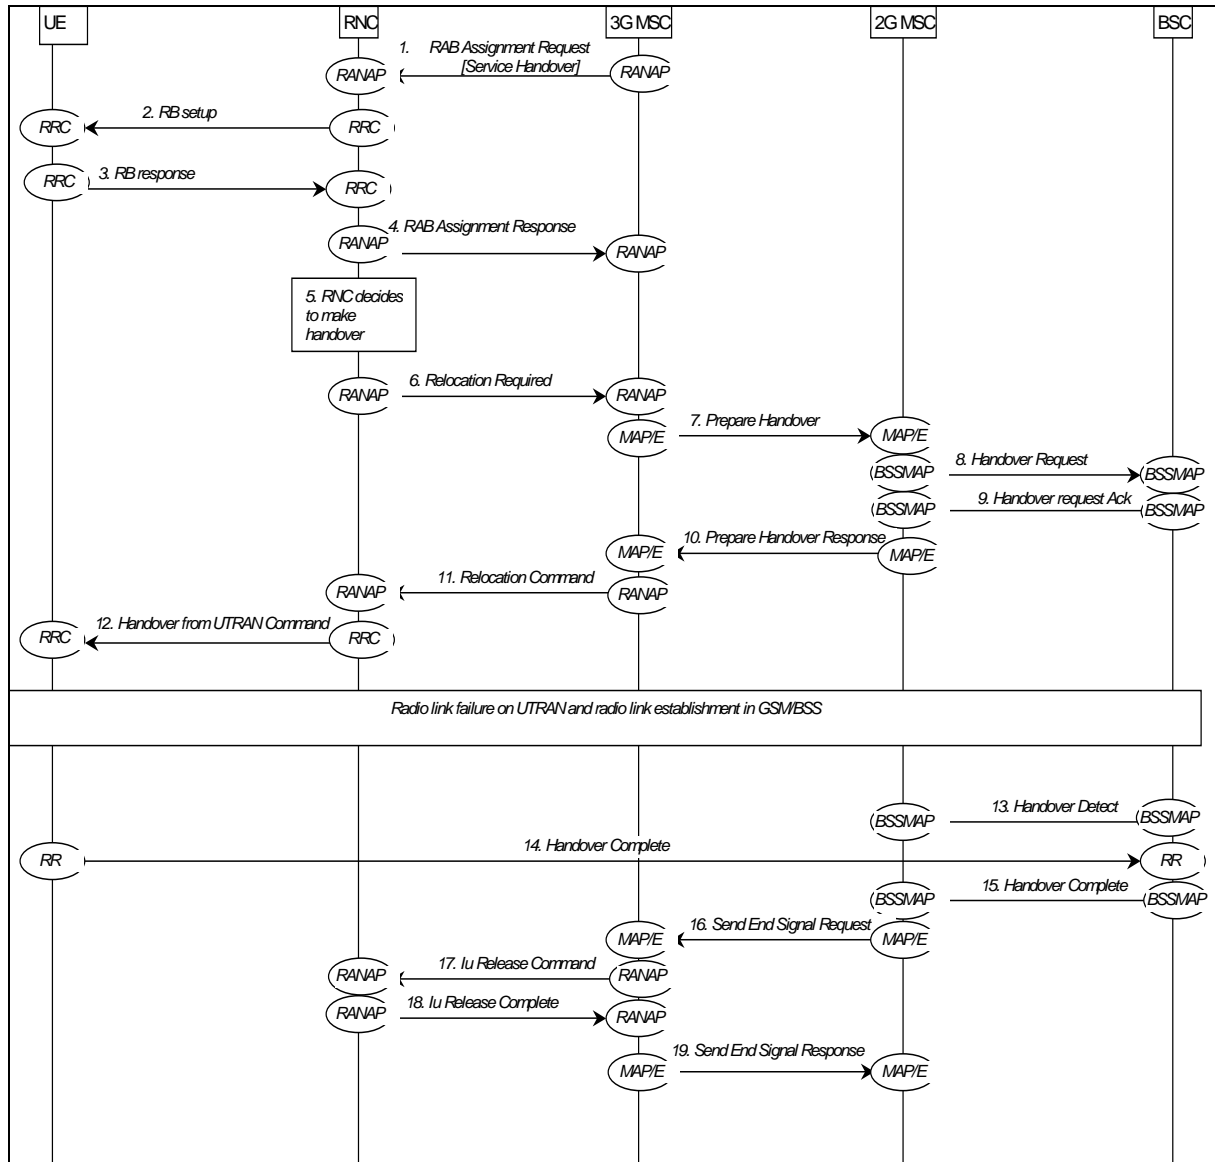 UE RNC 3G MSC 2G MSC BSC
1. RAB Assignment Request
[Service Handover]
RANAP RANAP
2. RB setup
RRC RRC
3. RB response
RRC RRC
4. RAB Assignment Response
RANAP RANAP
5. RNC decides
to make
handover
6. Relocation Required
RANAP RANAP
7. Prepare Handover
MAP/E MAP/E
8. Handover Request
BSSMAP BSSMAP
9. Handover request Ack
BSSMAP BSSMAP
10. Prepare Handover Response
MAP/E MAP/E
11. Relocation Command
RANAP RANAP
12. Handover from UTRAN Command
RRC RRC
Radio link failure on UTRAN and radio link establishment in GSM/BSS
13. Handover Detect
BSSMAP BSSMAP
14. Handover Complete
RR RR
15. Handover Complete
BSSMAP BSSMAP
16. Send End Signal Request
MAP/E MAP/E
17. Iu Release Command
RANAP RANAP
18. Iu Release Complete
RANAP RANAP
19. Send End Signal Response
MAP/E MAP/E